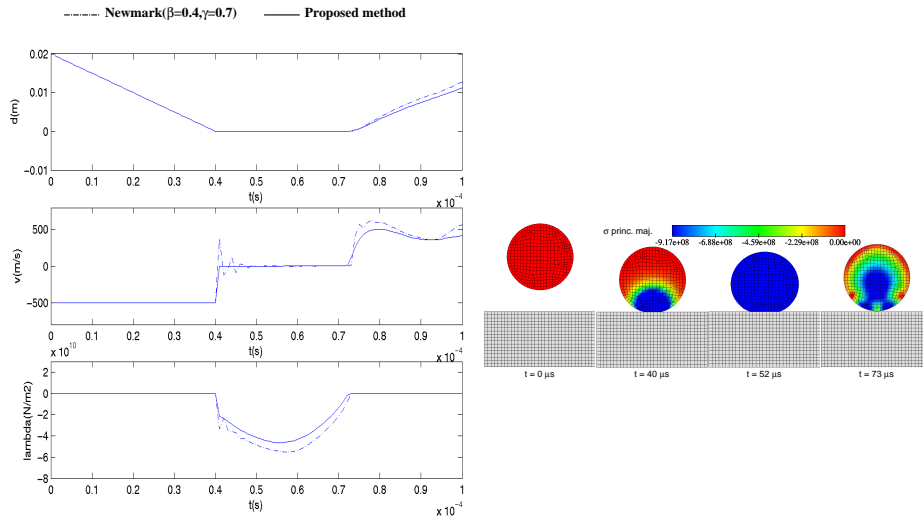 Newmark(β=0.4,γ=0.7) Proposed method
0.02
0.01
0
−0.01
d(m)
0 0.1 0.2 0.3 0.4 0.5 0.6 0.7 0.8 0.9 1
t(s)
x 10⁻⁴
500
0
−500
v(m/s)
0 0.1 0.2 0.3 0.4 0.5 0.6 0.7 0.8 0.9 1
t(s)
x 10⁻⁴
x 10¹⁰
2
0
−2
−4
−6
−8
lambda(N/m2)
0 0.1 0.2 0.3 0.4 0.5 0.6 0.7 0.8 0.9 1
t(s)
x 10⁻⁴
σ princ. maj.
-9.17e+08 -6.88e+08 -4.59e+08 -2.29e+08 0.00e+00
t = 0 µs t = 40 µs t = 52 µs t = 73 µs